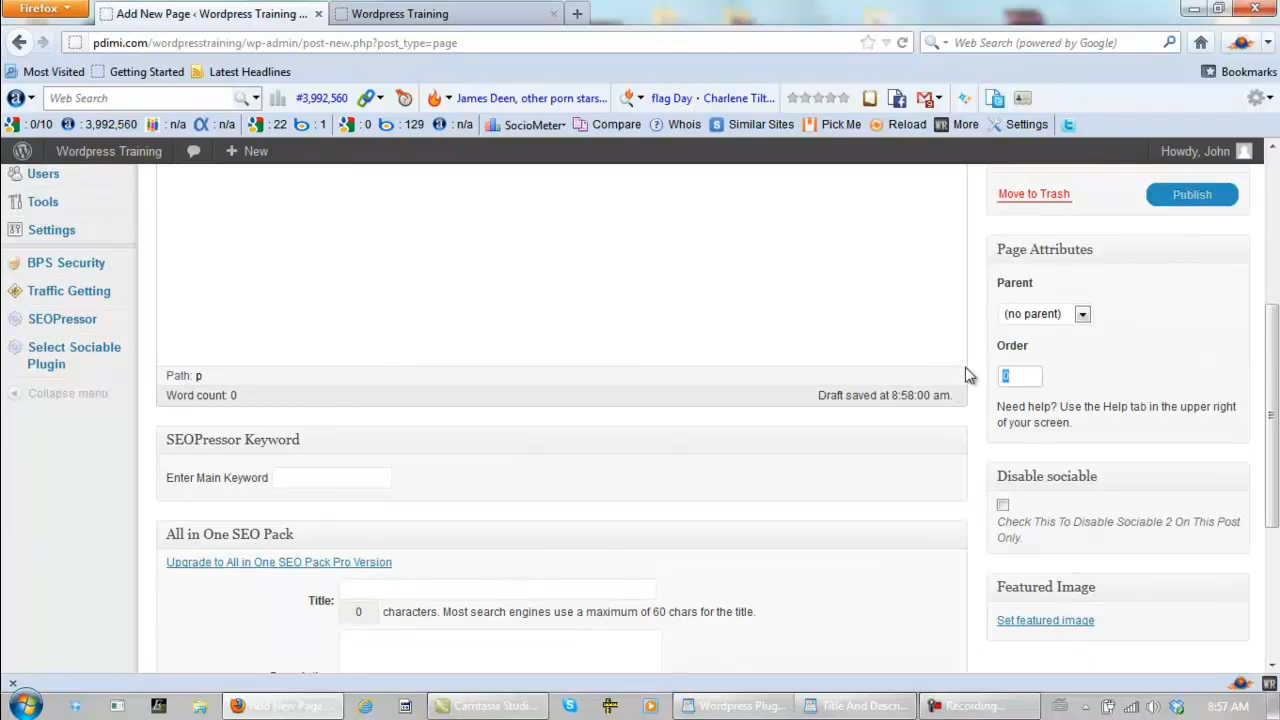 Firefox
Add New Page ‹ Wordpress Training ...
Wordpress Training
pdimi.com/wordpresstraining/wp-admin/post-new.php?post_type=page
Web Search (powered by Google)
Most Visited
Getting Started
Latest Headlines
Bookmarks
Web Search
#3,992,560
James Deen, other porn stars...
flag Day • Charlene Tilt...
: 0/10
: 3,992,560
: n/a
: n/a
: 22
: 1
: 0
: 129
: n/a
SocioMeter
Compare
Whois
Similar Sites
Pick Me
Reload
More
Settings
Wordpress Training
New
Howdy, John
Users
Tools
Settings
BPS Security
Traffic Getting
SEOPressor
Select Sociable
Plugin
Collapse menu
Path: p
Word count: 0
Draft saved at 8:58:00 am.
SEOPressor Keyword
Enter Main Keyword
All in One SEO Pack
Upgrade to All in One SEO Pack Pro Version
Title:
0
characters. Most search engines use a maximum of 60 chars for the title.
Move to Trash
Publish
Page Attributes
Parent
(no parent)
Order
0
Need help? Use the Help tab in the upper right
of your screen.
Disable sociable
Check This To Disable Sociable 2 On This Post
Only.
Featured Image
Set featured image
Add New Page...
Camtasia Studi...
Wordpress Plug...
Title And Descr...
Recording...
8:57 AM